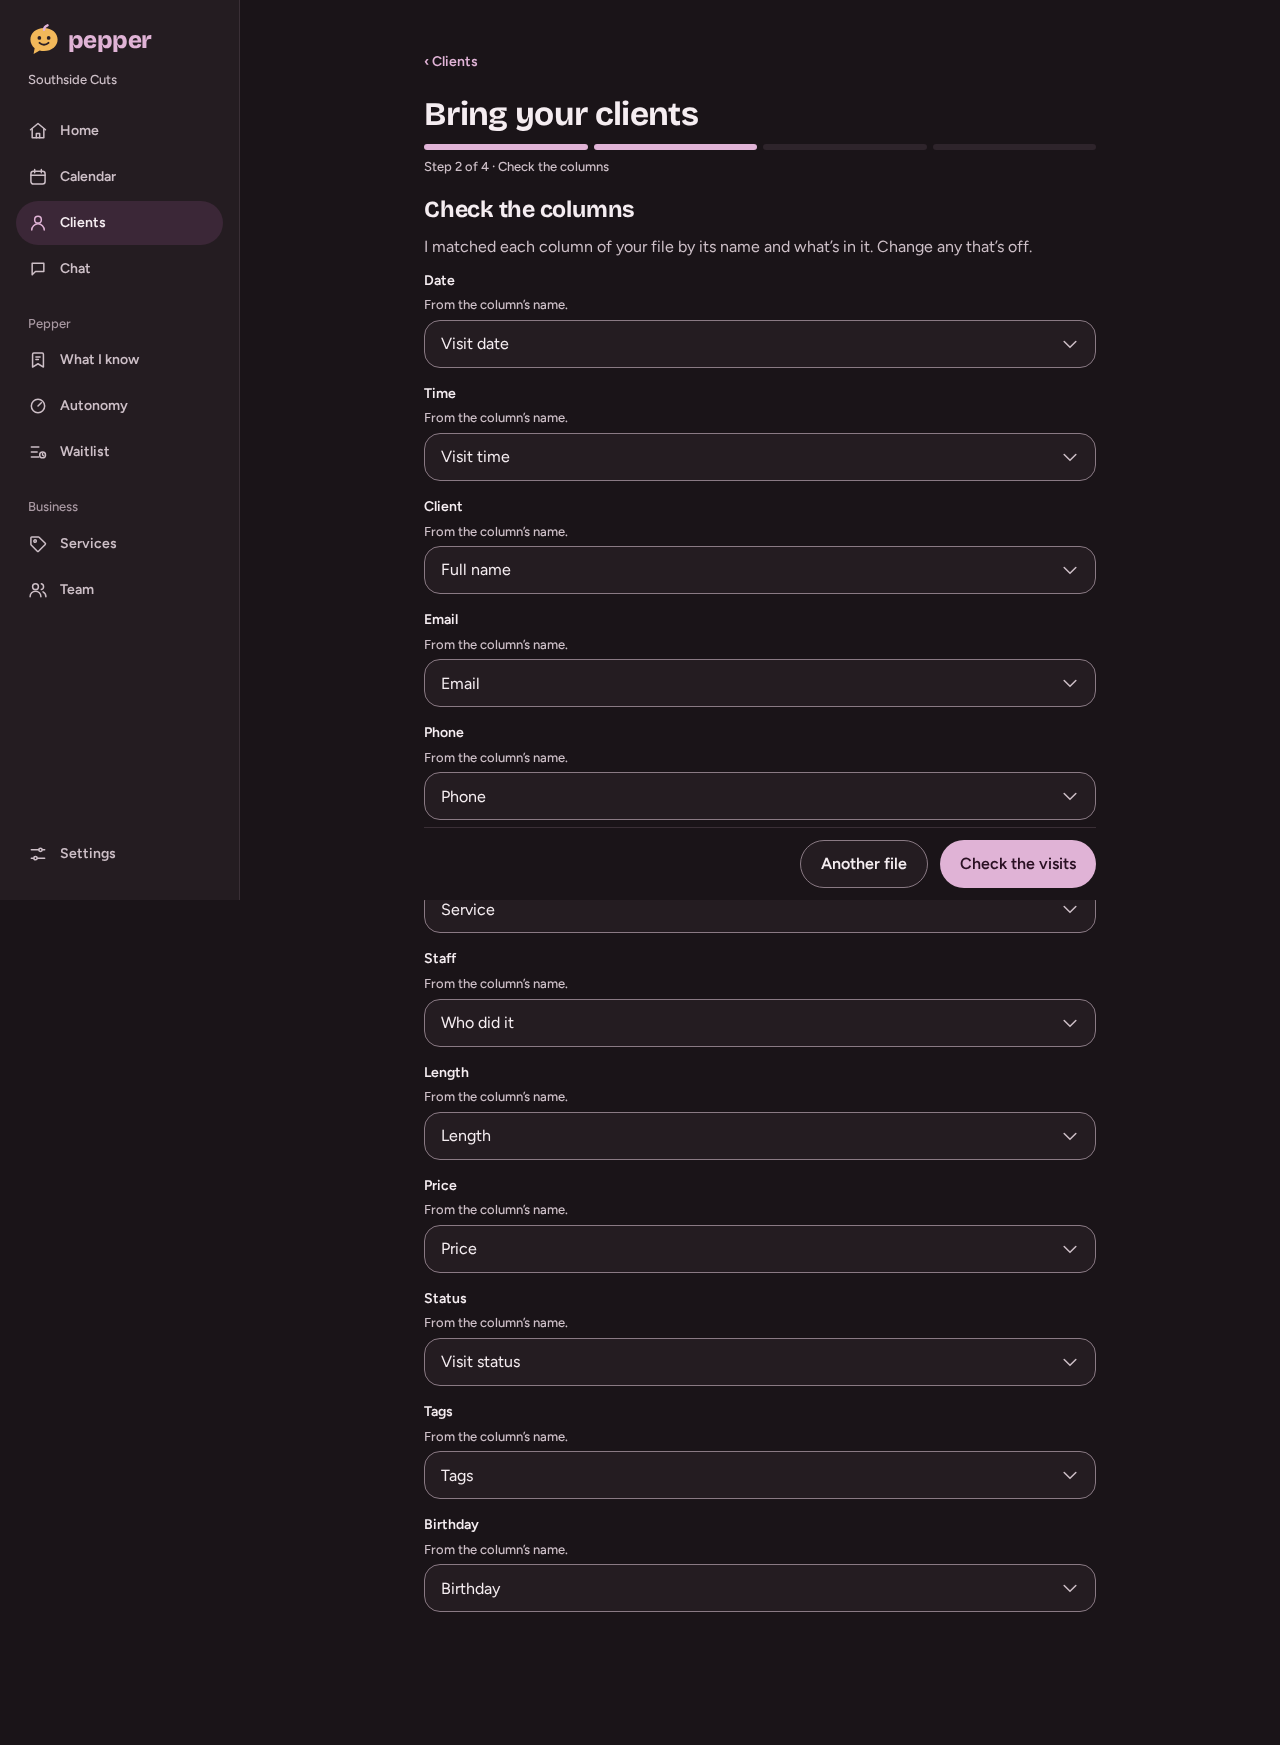 pepper
Southside Cuts
Home
Calendar
Clients
Chat
Pepper
What I know
Autonomy
Waitlist
Business
Services
Team
Settings
‹ Clients
Bring your clients
Step 2 of 4 · Check the columns
Check the columns
I matched each column of your file by its name and what’s in it. Change any that’s off.
Date
From the column’s name.
Visit date
Time
From the column’s name.
Visit time
Client
From the column’s name.
Full name
Email
From the column’s name.
Email
Phone
From the column’s name.
Phone
Another file
Check the visits
Service
Staff
From the column’s name.
Who did it
Length
From the column’s name.
Length
Price
From the column’s name.
Price
Status
From the column’s name.
Visit status
Tags
From the column’s name.
Tags
Birthday
From the column’s name.
Birthday